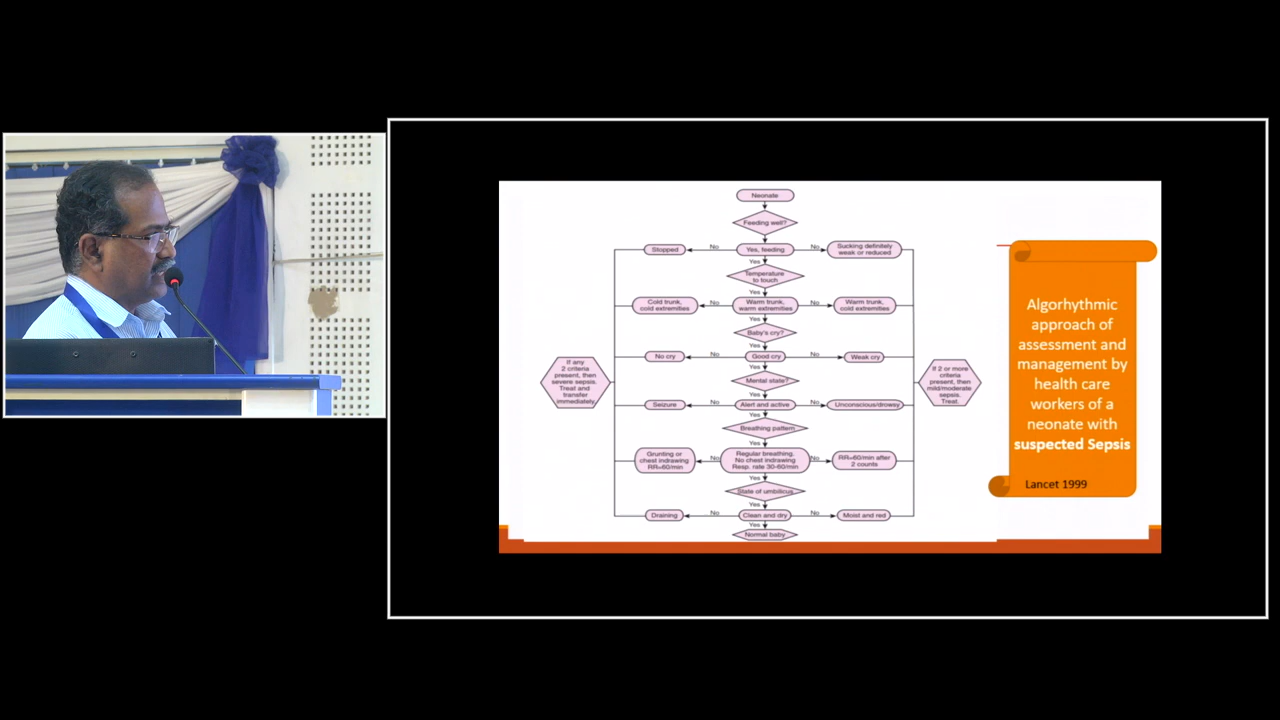 Neonate
Feeding well?
Stopped
No
Yes, feeding
No
Sucking definitely
weak or reduced
Yes
Temperature
to touch
Yes
Cold trunk,
cold extremities
No
Warm trunk,
warm extremities
No
Warm trunk,
cold extremities
Yes
Baby's cry?
Yes
No cry
No
Good cry
No
Weak cry
Yes
Mental state?
Yes
Seizure
No
Alert and active
No
Unconscious/drowsy
Yes
Breathing pattern
Yes
Grunting or
chest indrawing
RR=60/min
No
Regular breathing.
No chest indrawing
Resp. rate 30-60/min
No
RR=60/min after
2 counts
Yes
State of umbilicus
Yes
Draining
No
Clean and dry
No
Moist and red
Yes
Normal baby
If any
2 criteria
present, then
severe sepsis.
Treat and
transfer
immediately.
If 2 or more
criteria
present, then
mild/moderate
sepsis.
Treat.
Algorhythmic
approach of
assessment and
management by
health care
workers of a
neonate with
suspected Sepsis
Lancet 1999